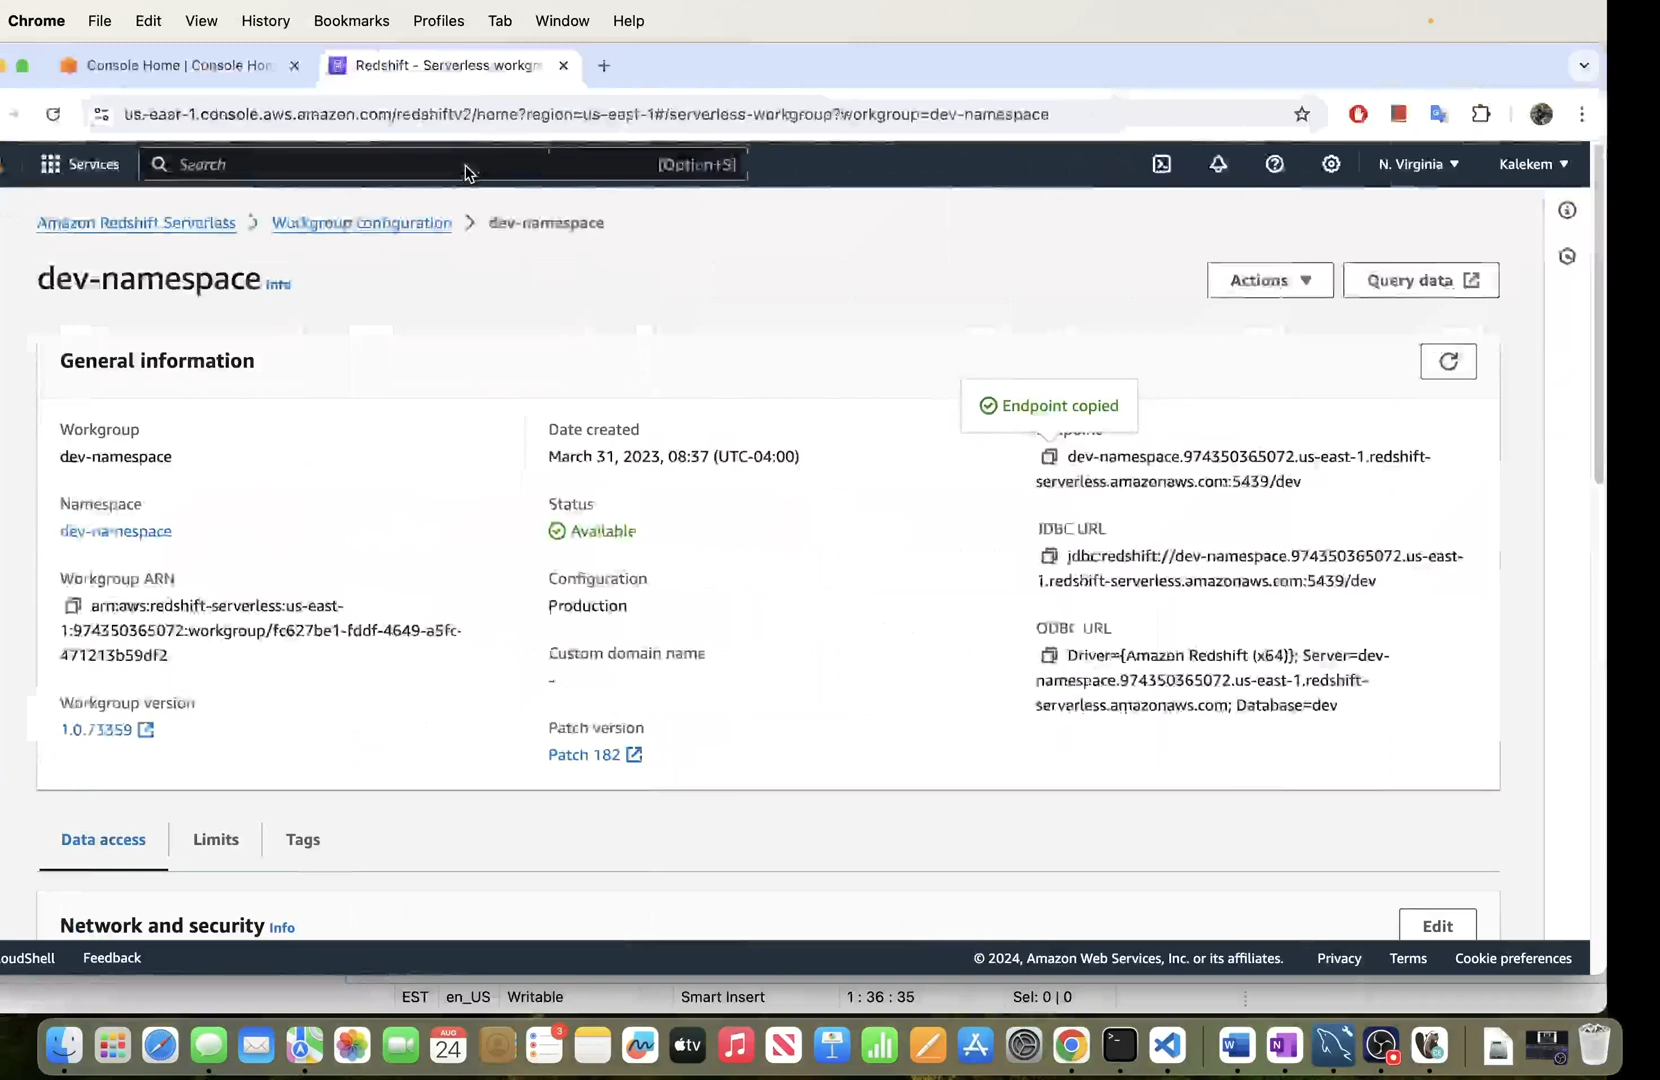 Chrome File Edit View History Bookmarks Profiles Tab Window Help
Console Home | Console Hom
Redshift - Serverless workgr
us-east-1.console.aws.amazon.com/redshiftv2/home?region=us-east-1#/serverless-workgroup?workgroup=dev-namespace
Services Search [Option+S] N. Virginia Kalekem
Amazon Redshift Serverless > Workgroup configuration > dev-namespace
dev-namespace Info
Actions Query data
General information
Endpoint copied
Workgroup
dev-namespace
Namespace
dev-namespace
Workgroup ARN
arn:aws:redshift-serverless:us-east-
1:974350365072:workgroup/fc627be1-fddf-4649-a5fc-
471213b59df2
Workgroup version
1.0.73359
Date created
March 31, 2023, 08:37 (UTC-04:00)
Status
Available
Configuration
Production
Custom domain name
-
Patch version
Patch 182
dev-namespace.974350365072.us-east-1.redshift-
serverless.amazonaws.com:5439/dev
JDBC URL
jdbc:redshift://dev-namespace.974350365072.us-east-
1.redshift-serverless.amazonaws.com:5439/dev
ODBC URL
Driver={Amazon Redshift (x64)}; Server=dev-
namespace.974350365072.us-east-1.redshift-
serverless.amazonaws.com; Database=dev
Data access Limits Tags
Network and security Info
Edit
oudShell Feedback © 2024, Amazon Web Services, Inc. or its affiliates. Privacy Terms Cookie preferences
EST en_US Writable Smart Insert 1 : 36 : 35 Sel: 0 | 0
AUG
24
3
tv